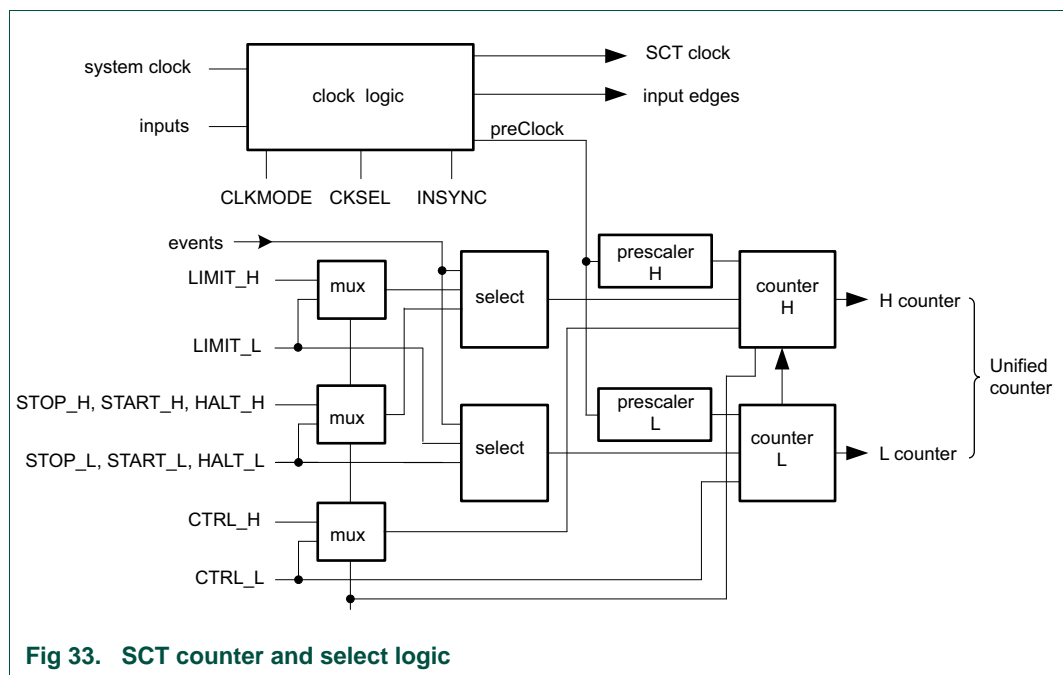 system clock
inputs
clock logic
SCT clock
input edges
preClock
CLKMODE
CKSEL
INSYNC
events
LIMIT_H
mux
select
prescaler
H
counter
H
H counter
LIMIT_L
Unified
counter
STOP_H, START_H, HALT_H
mux
prescaler
L
select
counter
L
L counter
STOP_L, START_L, HALT_L
CTRL_H
mux
CTRL_L
Fig 33. SCT counter and select logic